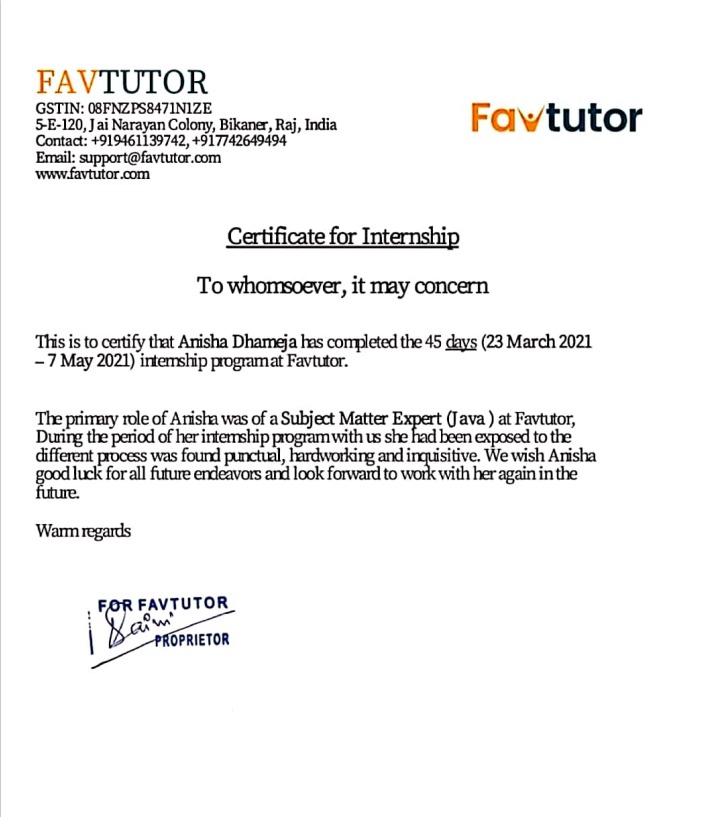 FAVTUTOR
GSTIN: 08FNZPS8471N1ZE
5-E-120, Jai Narayan Colony, Bikaner, Raj, India
Contact: +919461139742, +917742649494
Email: support@favtutor.com
www.favtutor.com
Favtutor
Certificate for Internship
To whomsoever, it may concern
This is to certify that Anisha Dhameja has completed the 45 days (23 March 2021
– 7 May 2021) internship program at Favtutor.
The primary role of Anisha was of a Subject Matter Expert (Java ) at Favtutor,
During the period of her internship program with us she had been exposed to the
different process was found punctual, hardworking and inquisitive. We wish Anisha
good luck for all future endeavors and look forward to work with her again in the
future.
Warm regards
FOR FAVTUTOR
PROPRIETOR